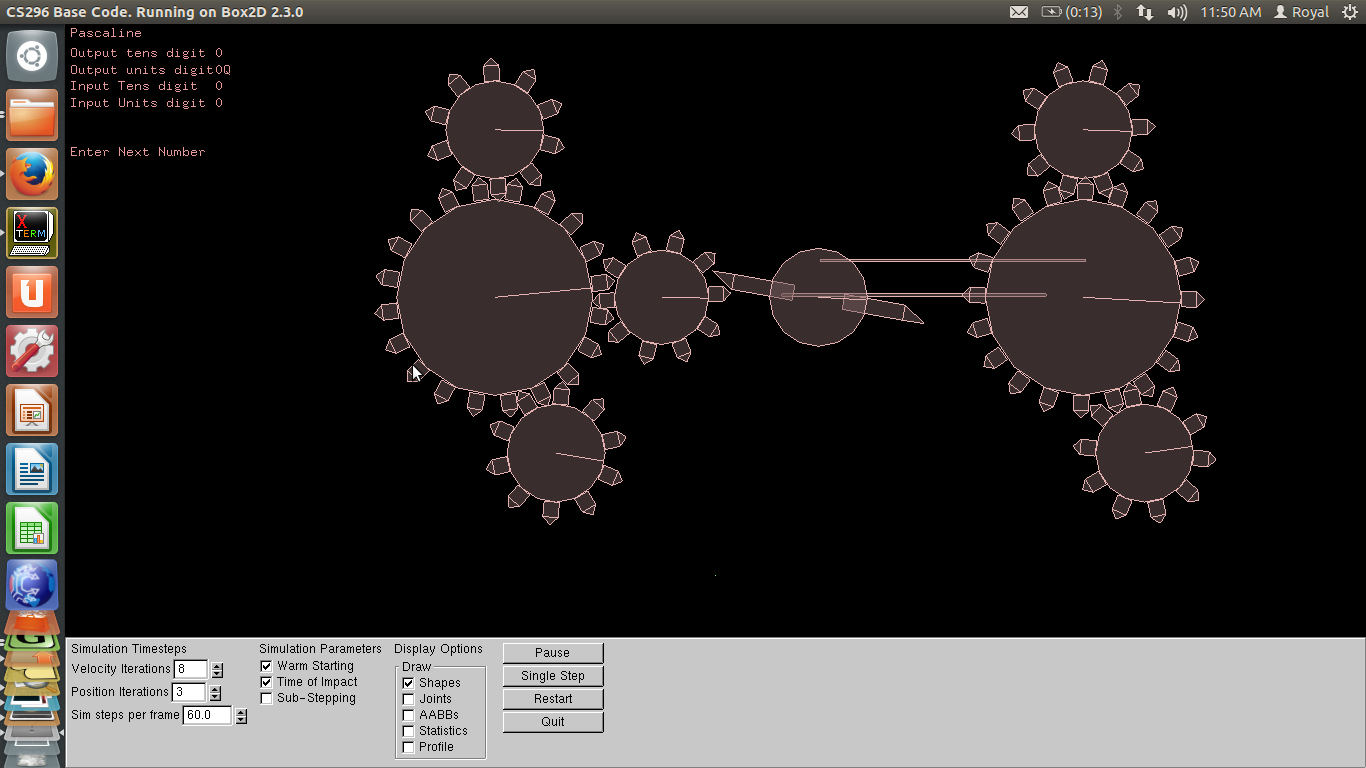 CS296 Base Code. Running on Box2D 2.3.0
(0:13)
11:50 AM
Royal
Pascaline
Output tens digit 0
Output units digit0Q
Input Tens digit  0
Input Units digit 0
Enter Next Number
X
TERM
U
Simulation Timesteps
Velocity Iterations 8
Position Iterations 3
Sim steps per frame 60.0
Simulation Parameters
Warm Starting
Time of Impact
Sub-Stepping
Display Options
Draw
Shapes
Joints
AABBs
Statistics
Profile
Pause
Single Step
Restart
Quit